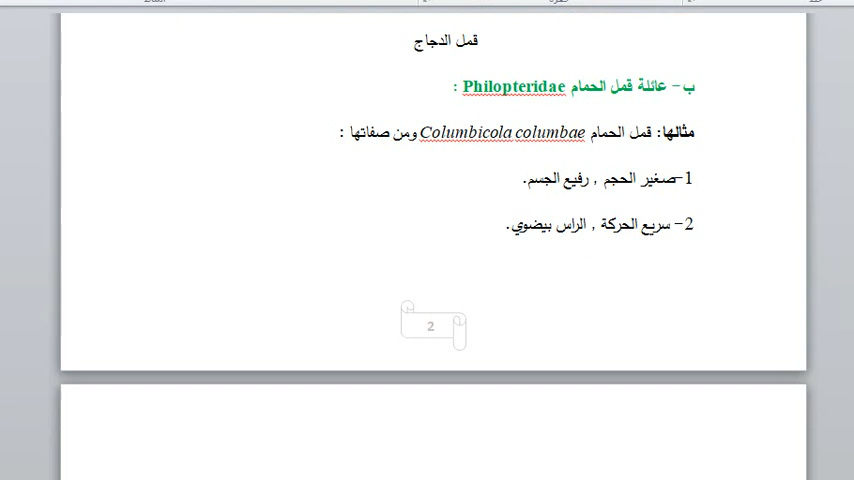 قمل الدجاج
ب- عائلة قمل الحمام Philopteridae :
مثالها: قمل الحمام Columbicola columbae ومن صفاتها :
1-صغير الحجم , رفيع الجسم.
2- سريع الحركة , الراس بيضوي.
2